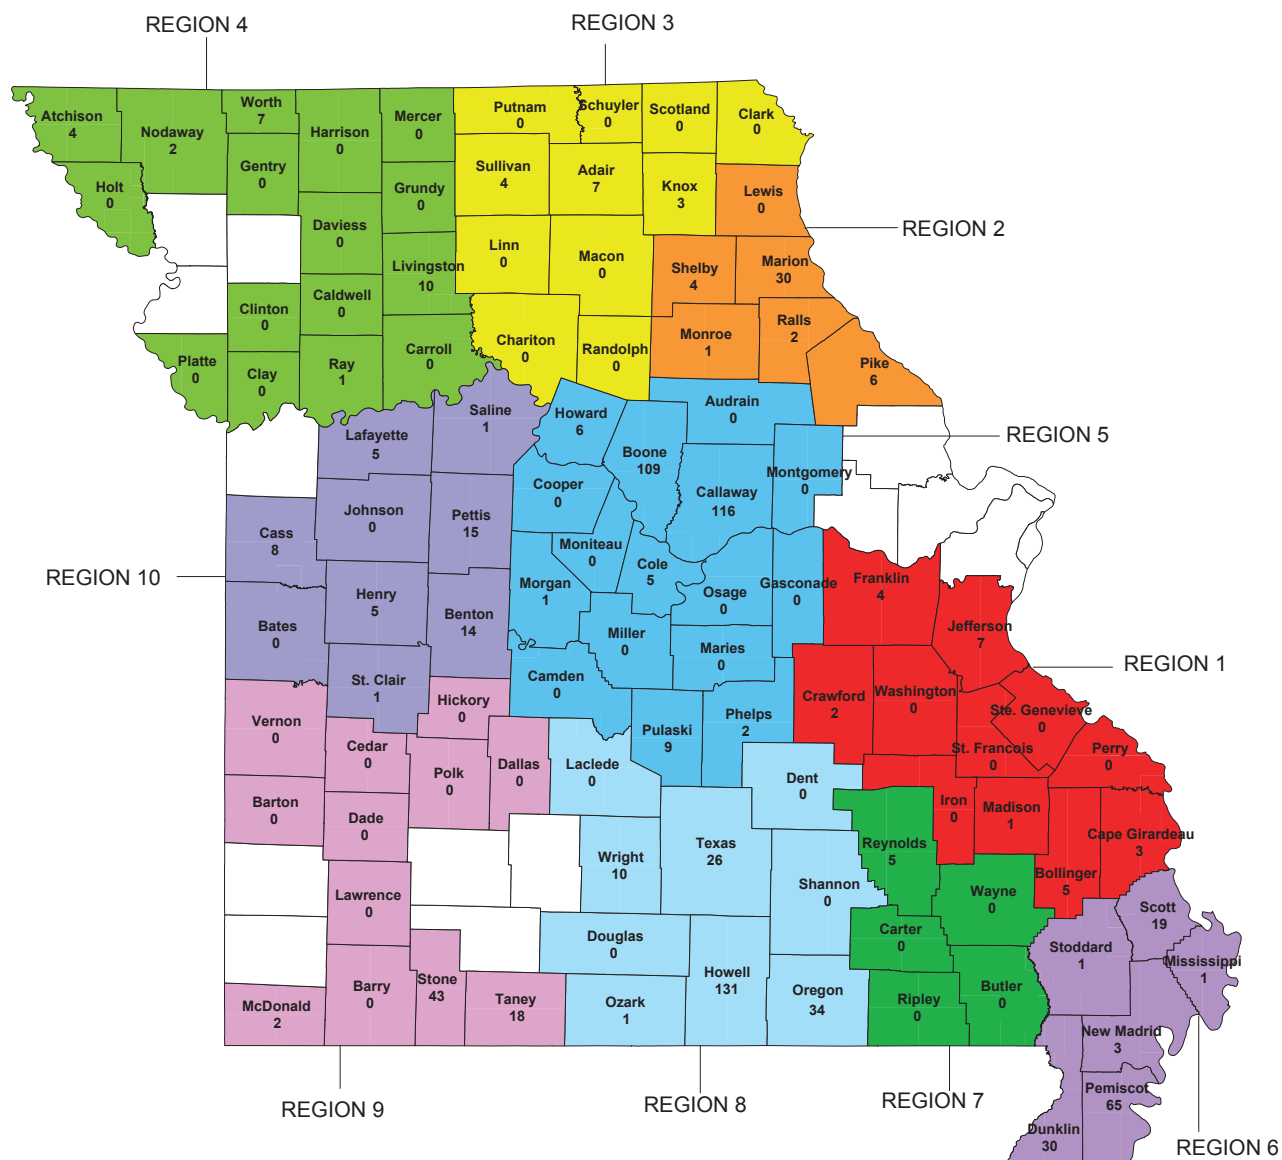 REGION 4
REGION 3
Atchison
4
Nodaway
2
Worth
7
Harrison
0
Mercer
0
Putnam
0
Schuyler
0
Scotland
0
Clark
0
Holt
0
Gentry
0
Grundy
0
Sullivan
4
Adair
7
Knox
3
Lewis
0
REGION 2
Daviess
0
Livingston
10
Linn
0
Macon
0
Shelby
4
Marion
30
Clinton
0
Caldwell
0
Chariton
0
Randolph
0
Monroe
1
Ralls
2
Pike
6
Platte
0
Clay
0
Ray
1
Carroll
0
Saline
1
Howard
6
Audrain
0
REGION 5
Lafayette
5
Boone
109
Callaway
116
Montgomery
0
Cooper
0
Johnson
0
Pettis
15
Cass
8
Moniteau
0
Cole
5
Osage
0
Gasconade
0
Franklin
4
REGION 10
Henry
5
Benton
14
Morgan
1
Bates
0
Miller
0
Maries
0
Jefferson
7
REGION 1
St. Clair
1
Hickory
0
Camden
0
Crawford
2
Washington
0
Ste. Genevieve
0
Vernon
0
Cedar
0
Pulaski
9
Phelps
2
St. Francois
0
Perry
0
Polk
0
Dallas
0
Laclede
0
Dent
0
Barton
0
Dade
0
Iron
0
Madison
1
Cape Girardeau
3
Wright
10
Texas
26
Reynolds
5
Bollinger
5
Shannon
0
Wayne
0
Lawrence
0
Scott
19
Douglas
0
Carter
0
Stoddard
1
Mississippi
1
McDonald
2
Barry
0
Stone
43
Taney
18
Ozark
1
Howell
131
Oregon
34
Ripley
0
Butler
0
New Madrid
3
Pemiscot
65
Dunklin
30
REGION 9
REGION 8
REGION 7
REGION 6